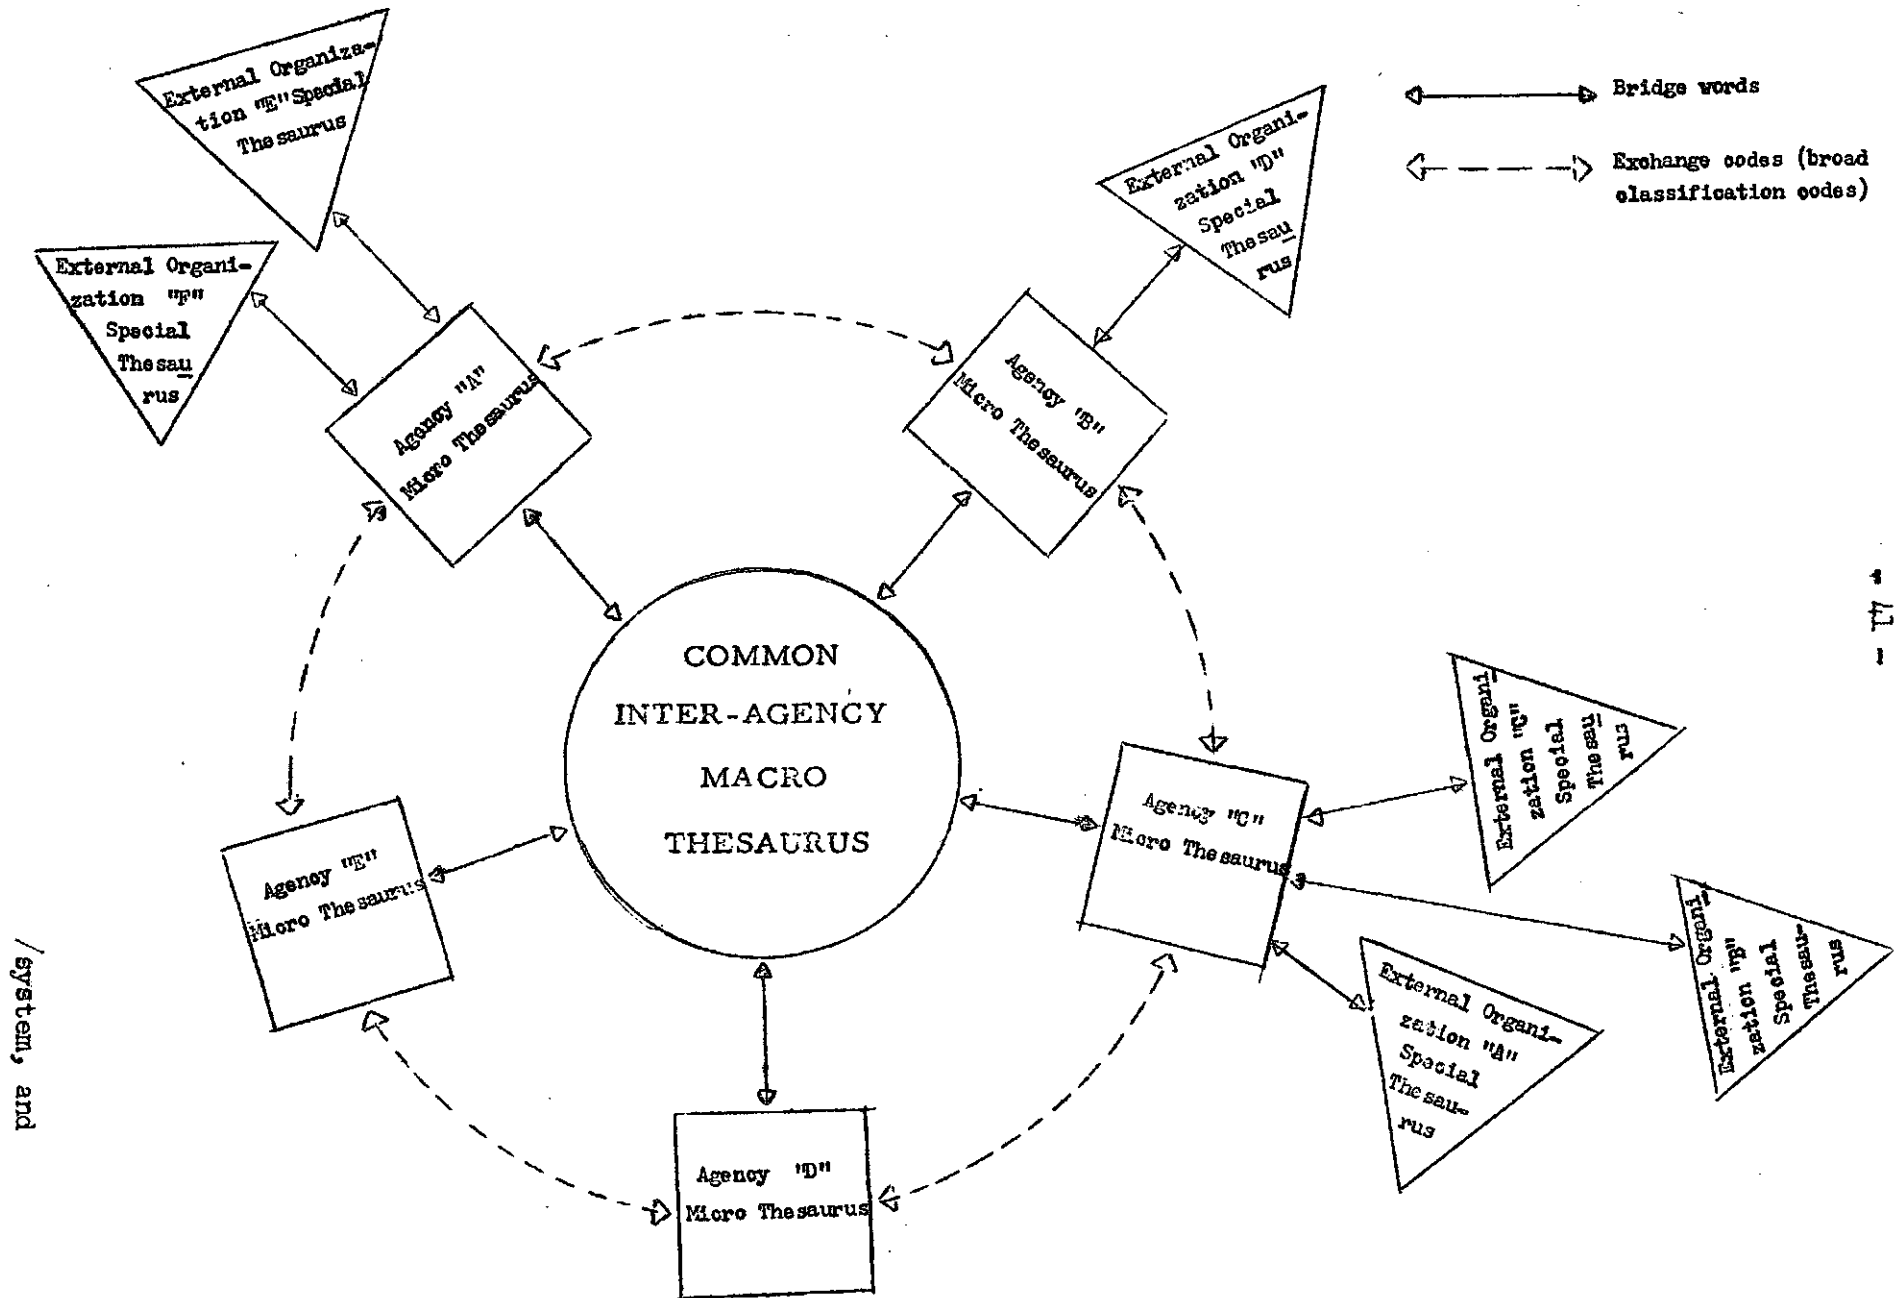 External Organiza-
tion "E" Special
Thesaurus
External Organi-
zation "F"
Special
Thesau
rus
External Organi-
zation "D"
Special
Thesau
rus
Bridge words
Exchange codes (broad
classification codes)
Agency "A"
Micro Thesaurus
Agency "B"
Micro Thesaurus
COMMON
INTER-AGENCY
MACRO
THESAURUS
Agency "C"
Micro Thesaurus
External Organi
zation "C"
Special
Thesau
rus
External Organi
zation "B"
Special
Thesau-
rus
External Organi-
zation "A"
Special
Thesau-
rus
Agency "E"
Micro Thesaurus
Agency "D"
Micro Thesaurus
- 41 -
/system, and